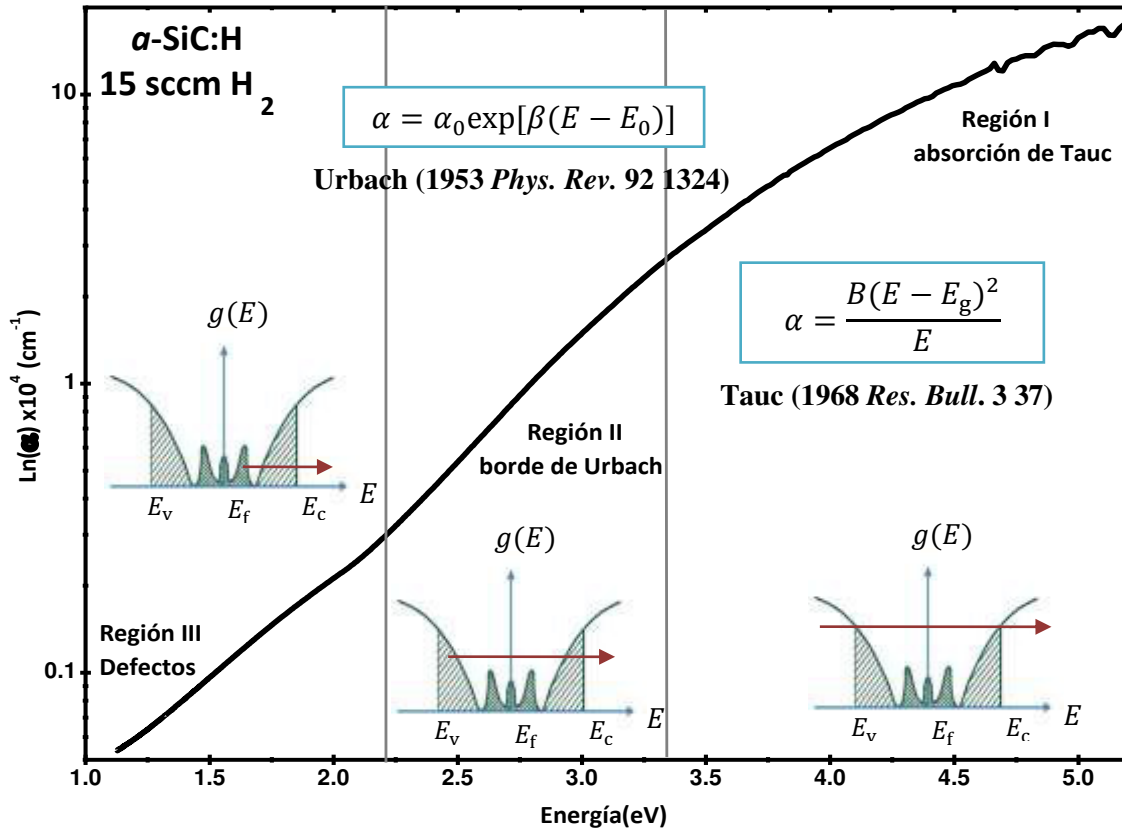 a-SiC:H
15 sccm H2
α = α0exp[β(E − E0)]
Urbach (1953 Phys. Rev. 92 1324)
Región I
absorción de Tauc
α = B(E − Eg)² / E
Tauc (1968 Res. Bull. 3 37)
Región II
borde de Urbach
Región III
Defectos
g(E)
Ev Ef Ec E
g(E)
Ev Ef Ec E
g(E)
Ev Ef Ec E
10
1
0.1
Ln(α) x10⁴ (cm⁻¹)
1.0 1.5 2.0 2.5 3.0 3.5 4.0 4.5 5.0
Energía(eV)